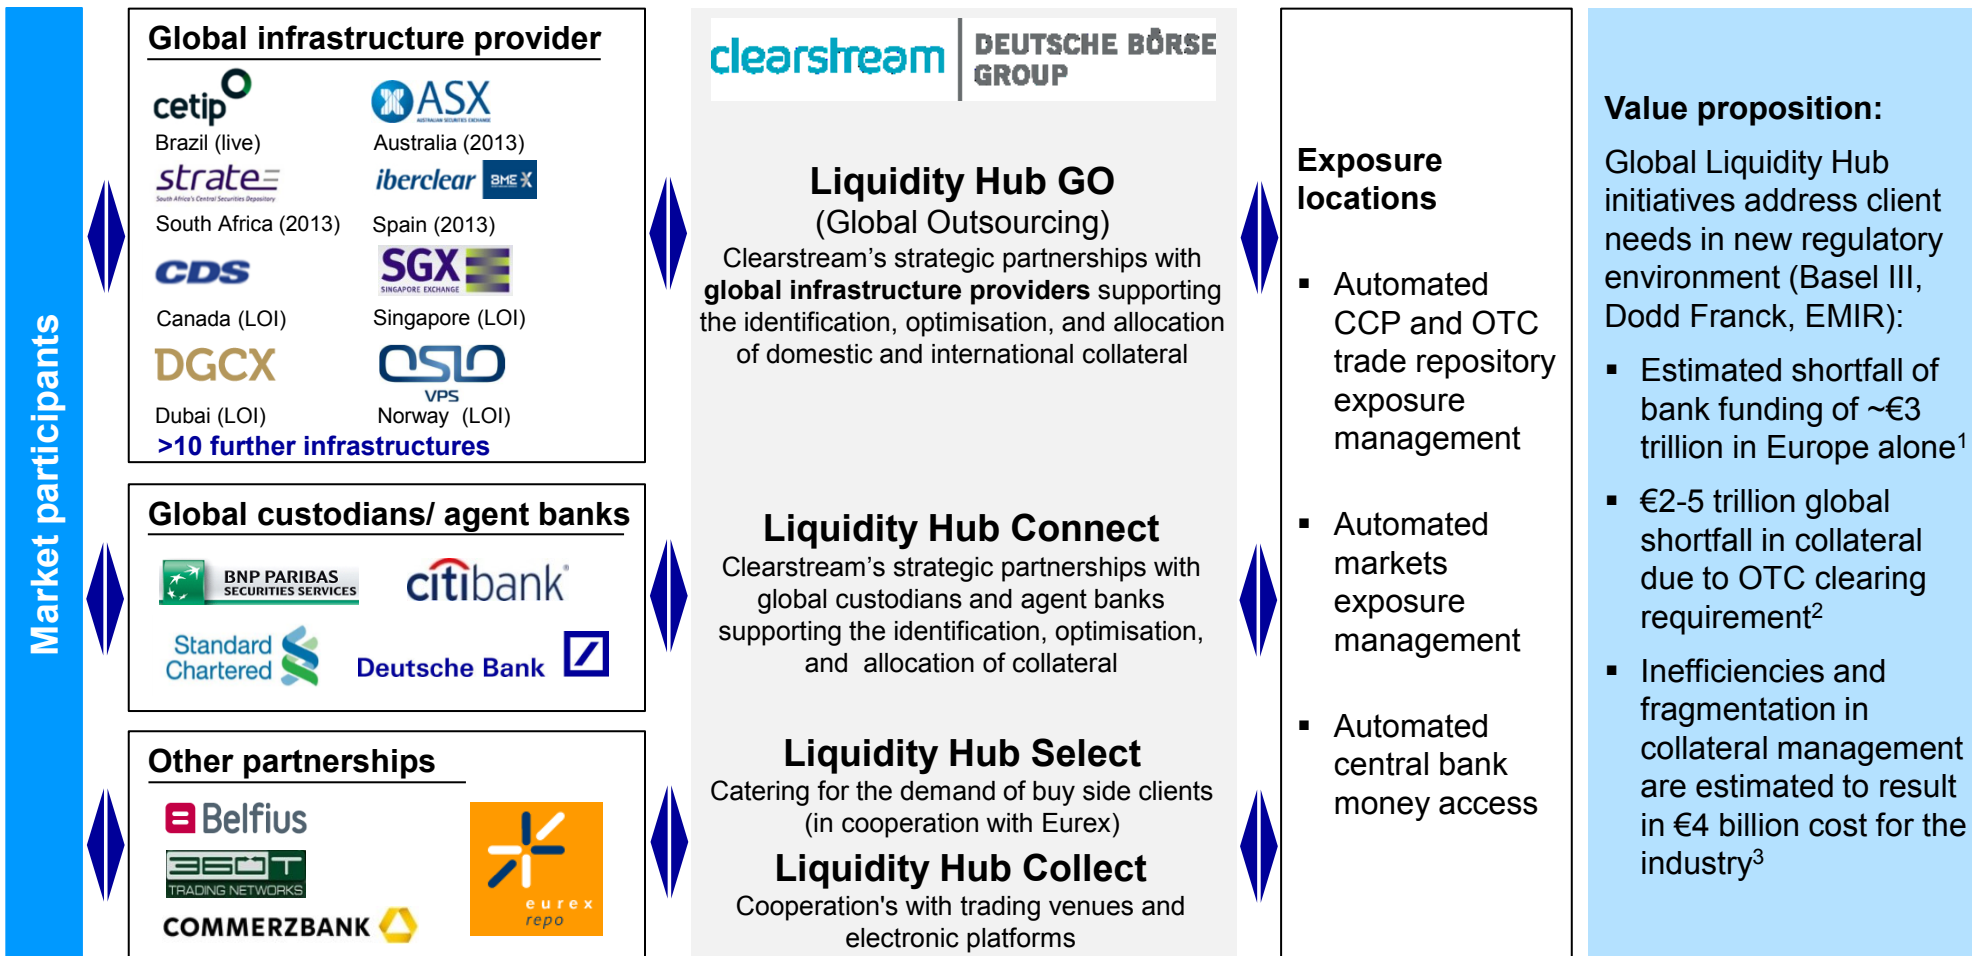 Market participants
Global infrastructure provider
cetip
ASX
AUSTRALIAN SECURITIES EXCHANGE
Brazil (live)
Australia (2013)
strate
South Africa's Central Securities Depository
iberclear BME X
South Africa (2013)
Spain (2013)
CDS
SGX
SINGAPORE EXCHANGE
Canada (LOI)
Singapore (LOI)
DGCX
OSLO
VPS
Dubai (LOI)
Norway (LOI)
>10 further infrastructures
Global custodians/ agent banks
BNP PARIBAS
SECURITIES SERVICES
citibank
Standard
Chartered
Deutsche Bank
Other partnerships
Belfius
360T
TRADING NETWORKS
COMMERZBANK
eurex
repo
clearstream
DEUTSCHE BÖRSE
GROUP
Liquidity Hub GO
(Global Outsourcing)
Clearstream’s strategic partnerships with
global infrastructure providers supporting
the identification, optimisation, and allocation
of domestic and international collateral
Liquidity Hub Connect
Clearstream’s strategic partnerships with
global custodians and agent banks
supporting the identification, optimisation,
and allocation of collateral
Liquidity Hub Select
Catering for the demand of buy side clients
(in cooperation with Eurex)
Liquidity Hub Collect
Cooperation's with trading venues and
electronic platforms
Exposure
locations
▪ Automated
CCP and OTC
trade repository
exposure
management
▪ Automated
markets
exposure
management
▪ Automated
central bank
money access
Value proposition:
Global Liquidity Hub
initiatives address client
needs in new regulatory
environment (Basel III,
Dodd Franck, EMIR):
▪ Estimated shortfall of
bank funding of ~€3
trillion in Europe alone1
▪ €2-5 trillion global
shortfall in collateral
due to OTC clearing
requirement2
▪ Inefficiencies and
fragmentation in
collateral management
are estimated to result
in €4 billion cost for the
industry3